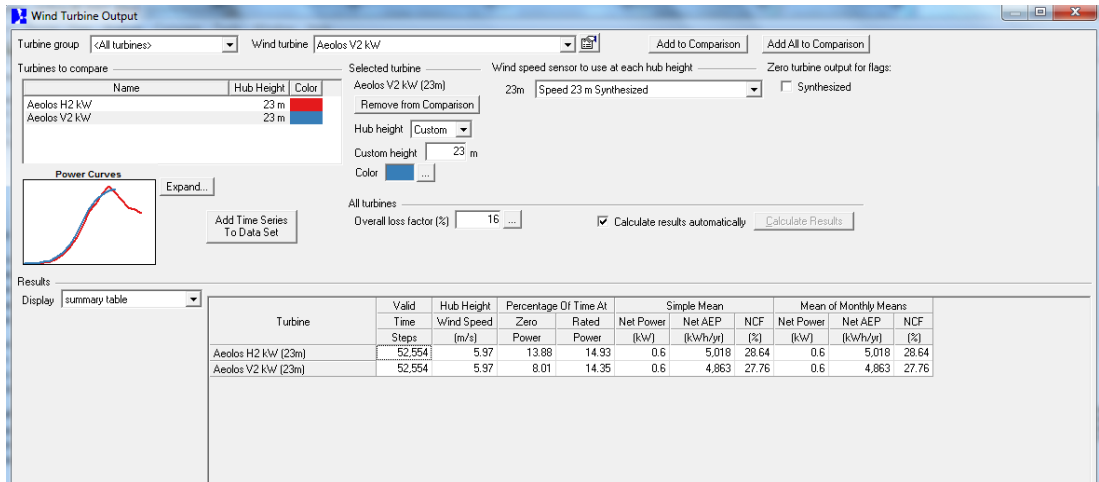 Wind Turbine Output
Turbine group <All turbines> Wind turbine Aeolos V2 kW Add to Comparison Add All to Comparison
Turbines to compare
Name Hub Height Color
Aeolos H2 kW 23 m
Aeolos V2 kW 23 m
Power Curves
Expand...
Add Time Series
To Data Set
Selected turbine
Aeolos V2 kW (23m)
Remove from Comparison
Hub height Custom
Custom height 23 m
Color ...
Wind speed sensor to use at each hub height
23m Speed 23 m Synthesized
Zero turbine output for flags:
Synthesized
All turbines
Overall loss factor (%) 16 ... Calculate results automatically Calculate Results
Results
Display summary table
Turbine
Valid Hub Height Percentage Of Time At Simple Mean Mean of Monthly Means
Time Wind Speed Zero Rated Net Power Net AEP NCF Net Power Net AEP NCF
Steps (m/s) Power Power (kW) (kWh/yr) (%) (kW) (kWh/yr) (%)
Aeolos H2 kW (23m) 52,554 5.97 13.88 14.93 0.6 5,018 28.64 0.6 5,018 28.64
Aeolos V2 kW (23m) 52,554 5.97 8.01 14.35 0.6 4,863 27.76 0.6 4,863 27.76